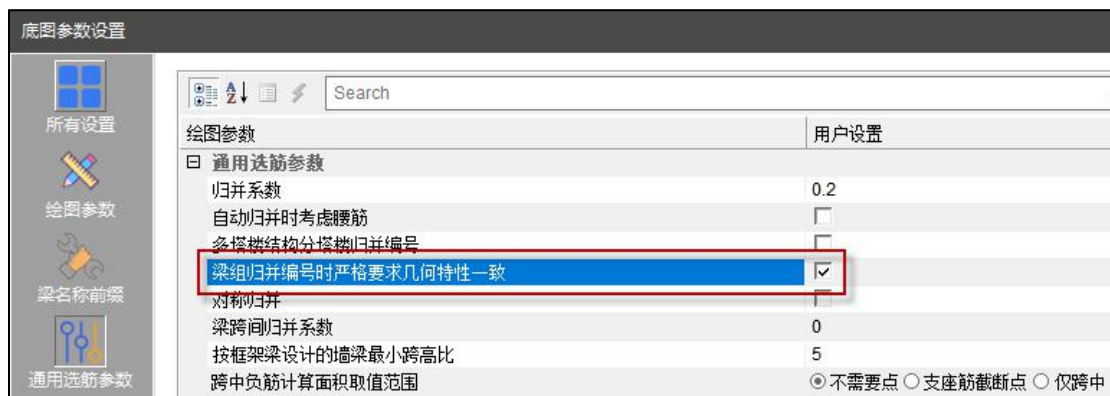 底图参数设置
所有设置
绘图参数
梁名称前缀
通用选筋参数
Search
绘图参数 用户设置
通用选筋参数
归并系数 0.2
自动归并时考虑腰筋
多塔楼结构分塔楼归并编号
梁组归并编号时严格要求几何特性一致
对称归并
梁跨间归并系数 0
按框架梁设计的墙梁最小跨高比 5
跨中负筋计算面积取值范围 不需要点 支座筋截断点 仅跨中